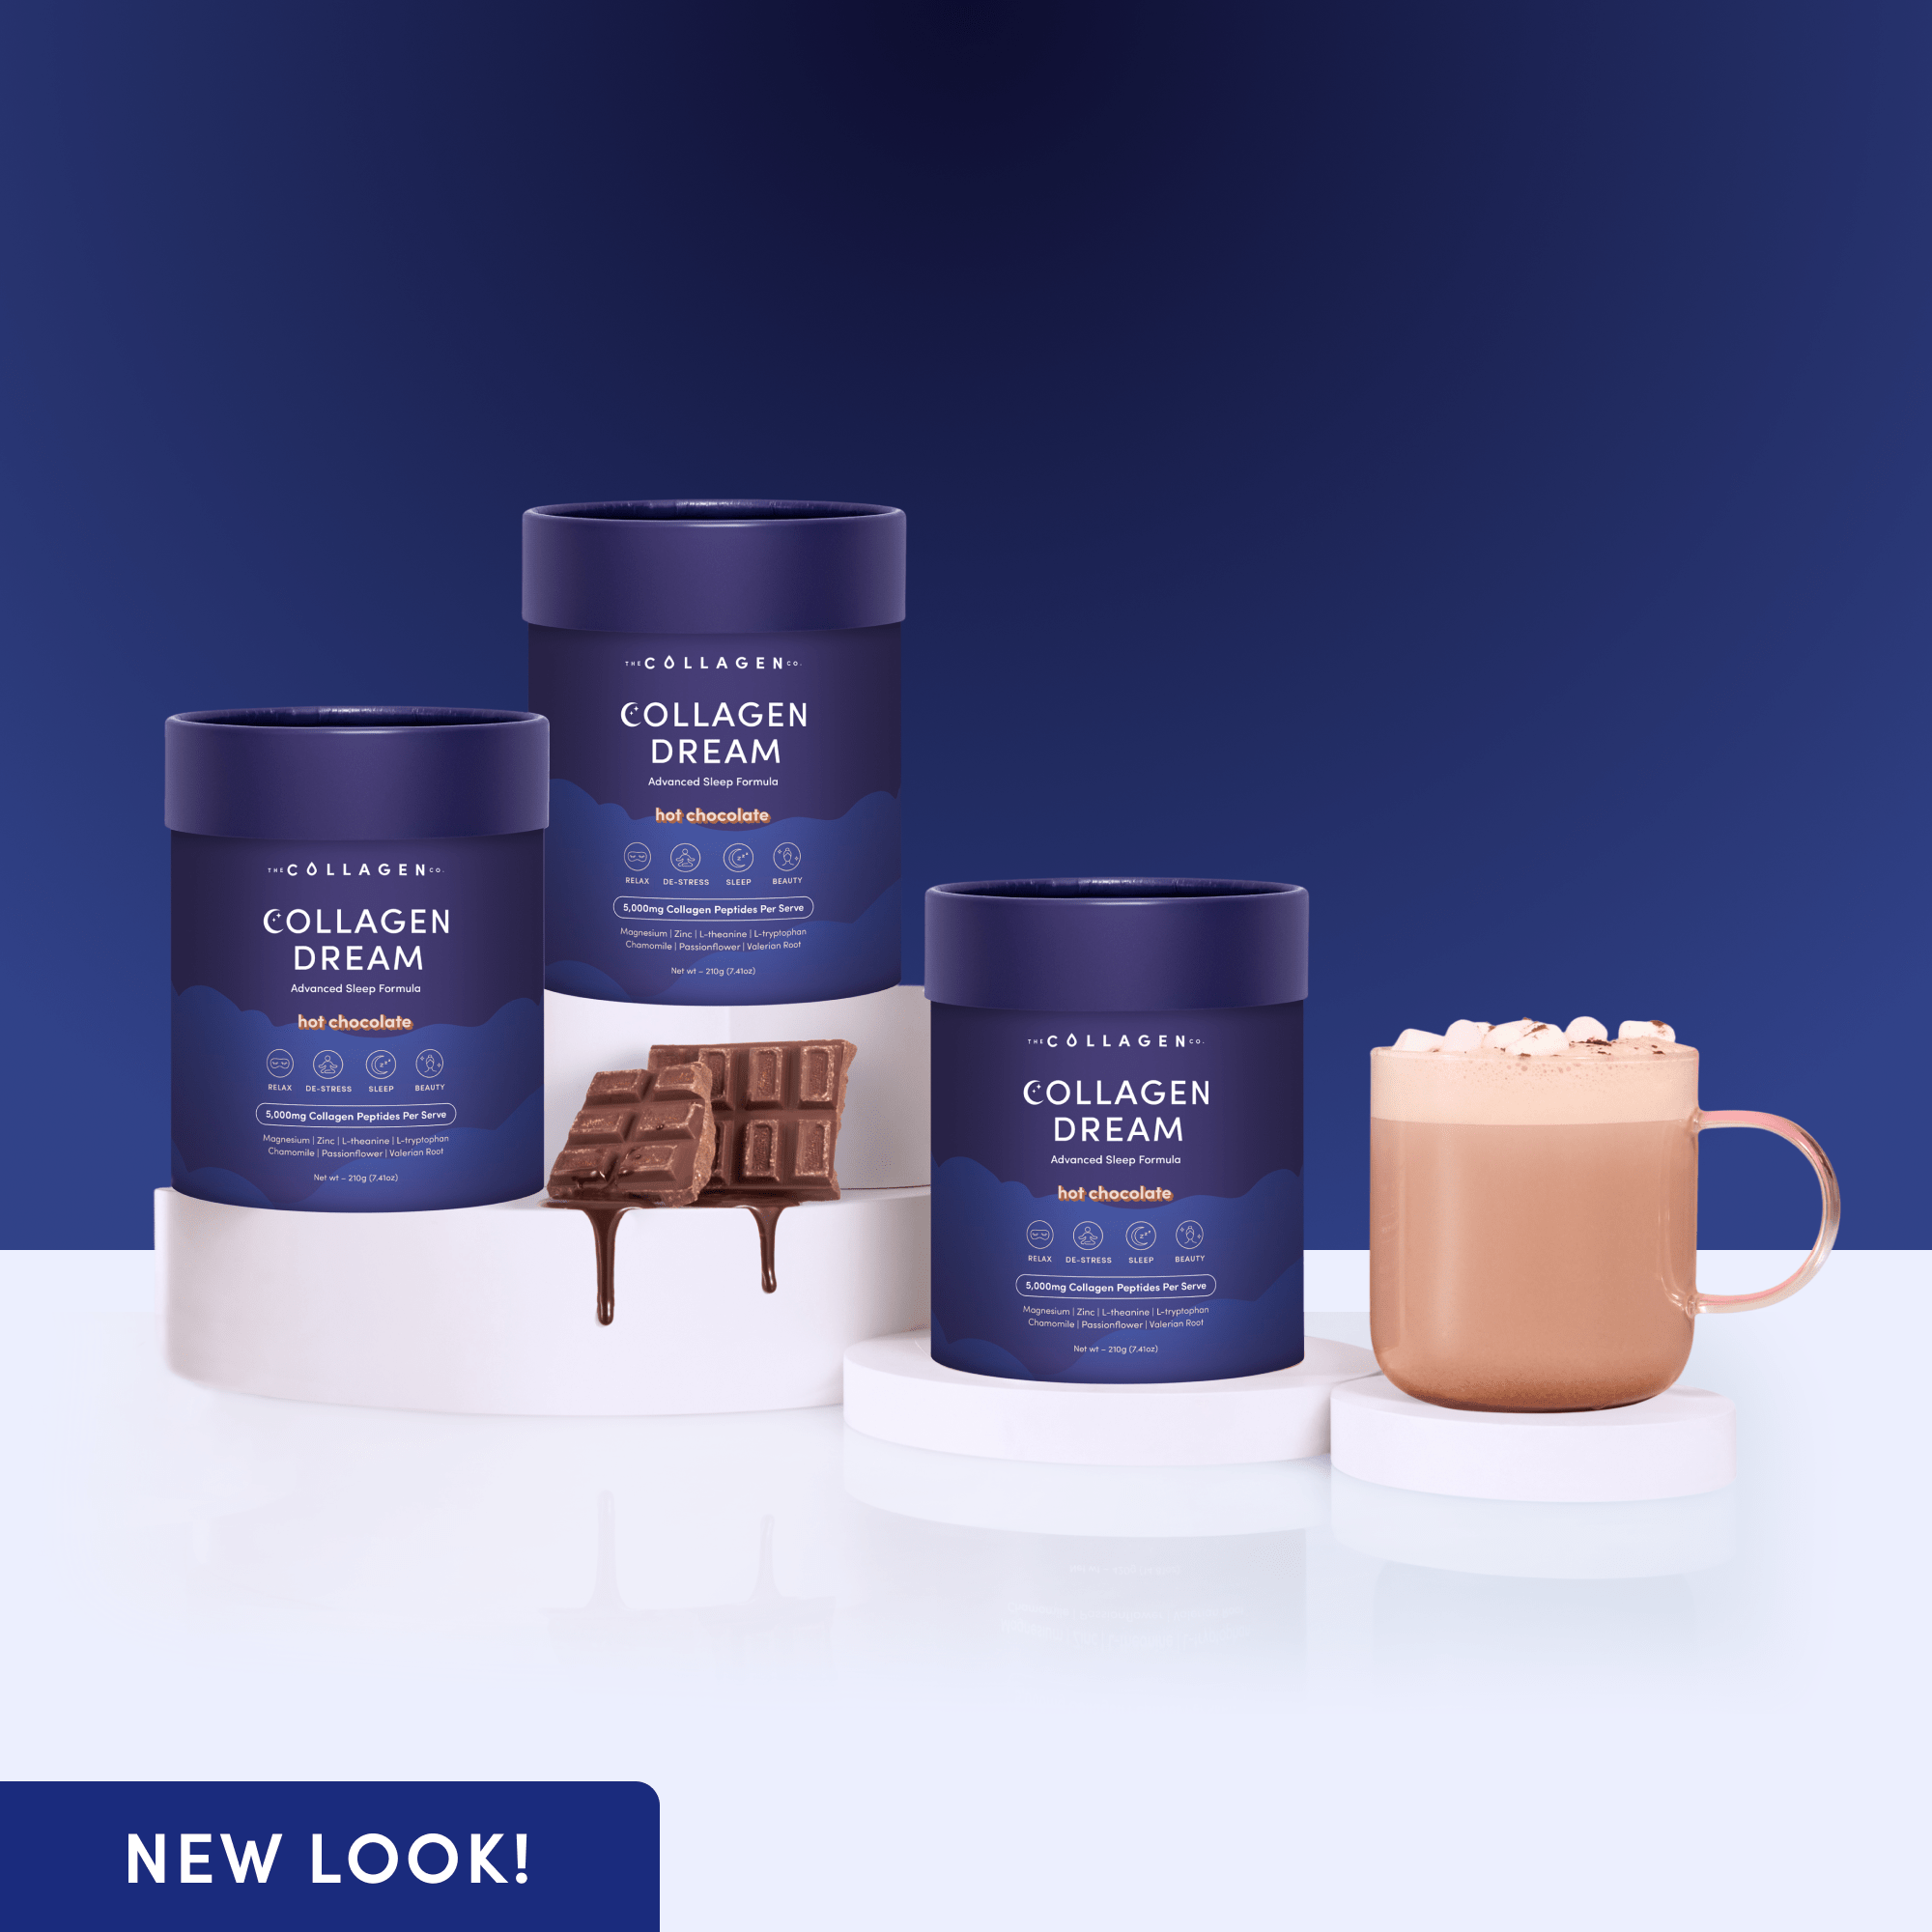 THE COLLAGEN CO.
COLLAGEN
DREAM
Advanced Sleep Formula
hot chocolate
RELAX DE-STRESS SLEEP BEAUTY
5,000mg Collagen Peptides Per Serve
Magnesium | Zinc | L-theanine | L-tryptophan
Chamomile | Passionflower | Valerian Root
Net wt – 210g (7.41oz)
THE COLLAGEN CO.
COLLAGEN
DREAM
Advanced Sleep Formula
hot chocolate
RELAX DE-STRESS SLEEP BEAUTY
5,000mg Collagen Peptides Per Serve
Magnesium | Zinc | L-theanine | L-tryptophan
Chamomile | Passionflower | Valerian Root
Net wt – 210g (7.41oz)
THE COLLAGEN CO.
COLLAGEN
DREAM
Advanced Sleep Formula
hot chocolate
RELAX DE-STRESS SLEEP BEAUTY
5,000mg Collagen Peptides Per Serve
Magnesium | Zinc | L-theanine | L-tryptophan
Chamomile | Passionflower | Valerian Root
Net wt – 210g (7.41oz)
NEW LOOK!